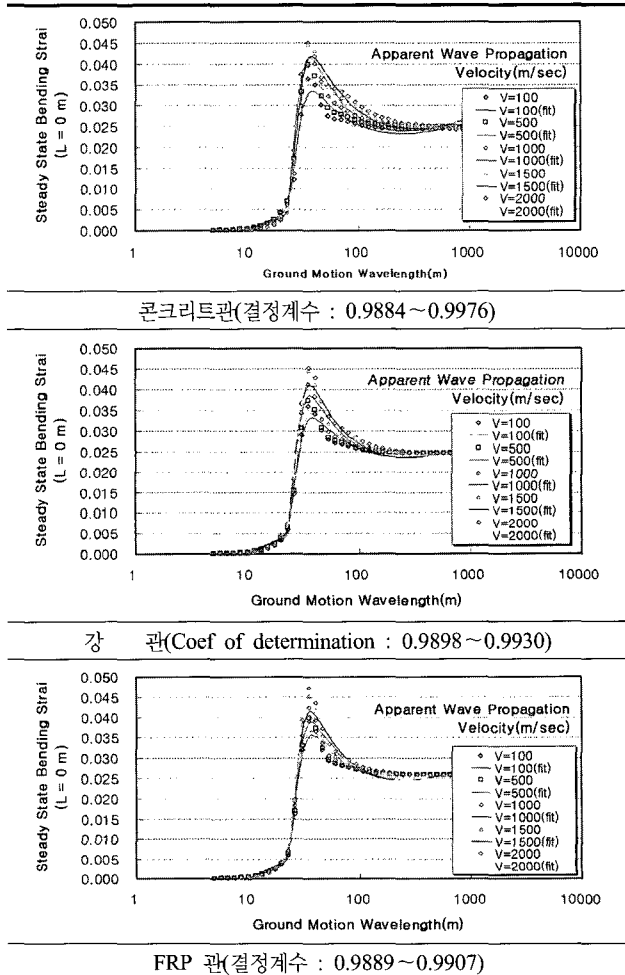 0.050
0.045
0.040
0.035
0.030
0.025
0.020
0.015
0.010
0.005
0.000
Steady State Bending Strai
(L = 0 m)
Apparent Wave Propagation
Velocity(m/sec)
V=100
V=100(fit)
V=500
V=500(fit)
V=1000
V=1000(fit)
V=1500
V=1500(fit)
V=2000
V=2000(fit)
1 10 100 1000 10000
Ground Motion Wavelength(m)
콘크리트관(결정계수 : 0.9884~0.9976)
0.050
0.045
0.040
0.035
0.030
0.025
0.020
0.015
0.010
0.005
0.000
Steady State Bending Strai
(L = 0 m)
Apparent Wave Propagation
Velocity(m/sec)
V=100
V=100(fit)
V=500
V=500(fit)
V=1000
V=1000(fit)
V=1500
V=1500(fit)
V=2000
V=2000(fit)
1 10 100 1000 10000
Ground Motion Wavelength(m)
강 관(Coef of determination : 0.9898~0.9930)
0.050
0.045
0.040
0.035
0.030
0.025
0.020
0.015
0.010
0.005
0.000
Steady State Bending Strai
(L = 0 m)
Apparent Wave Propagation
Velocity(m/sec)
V=100
V=100(fit)
V=500
V=500(fit)
V=1000
V=1000(fit)
V=1500
V=1500(fit)
V=2000
V=2000(fit)
1 10 100 1000 10000
Ground Motion Wavelength(m)
FRP 관(결정계수 : 0.9889~0.9907)